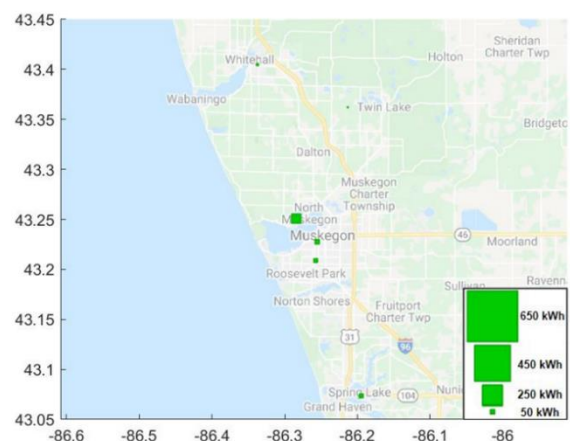 43.45
43.4
43.35
43.3
43.25
43.2
43.15
43.1
43.05
-86.6
-86.5
-86.4
-86.3
-86.2
-86.1
-86
Sheridan
Charter Twp
Whitehall
Holton
Wabaningo
Twin Lake
Bridgeto
Dalton
Muskegon
Charter
Township
North
Muskegon
Muskegon
46
Moorland
Roosevelt Park
Ravenn
Sullivan
Norton Shores
Fruitport
Charter Twp
31
96
Spring Lake
104
Nuni
Grand Haven
650 kWh
450 kWh
250 kWh
50 kWh